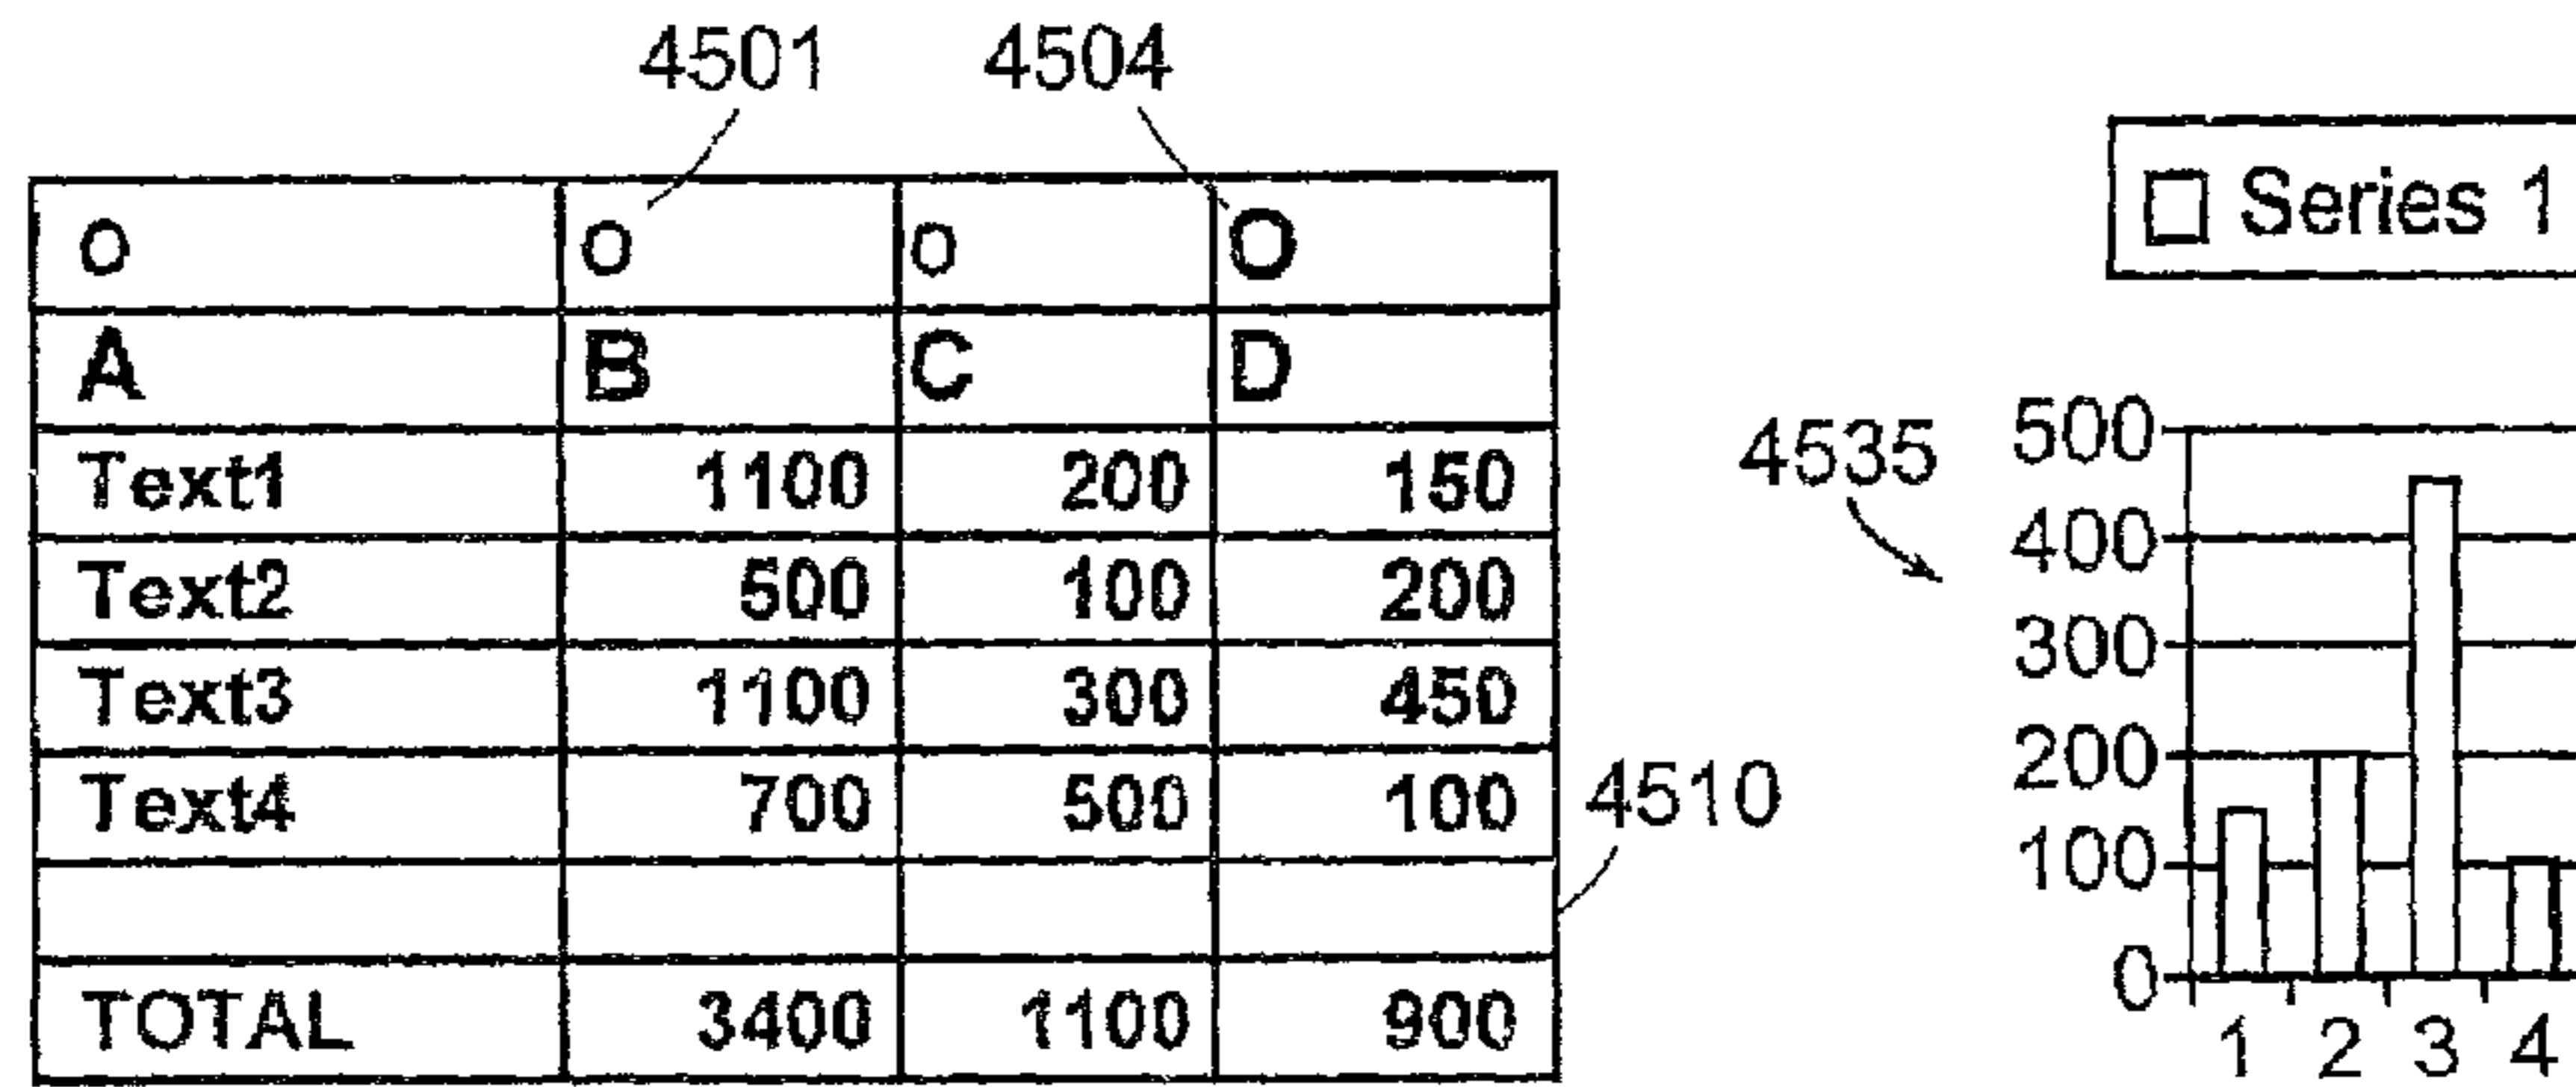 4501 4504
o o o O
A B C D
Text1 1100 200 150
Text2 500 100 200
Text3 1100 300 450
Text4 700 500 100
TOTAL 3400 1100 900
4510
Series 1
4535
500
400
300
200
100
0
1 2 3 4